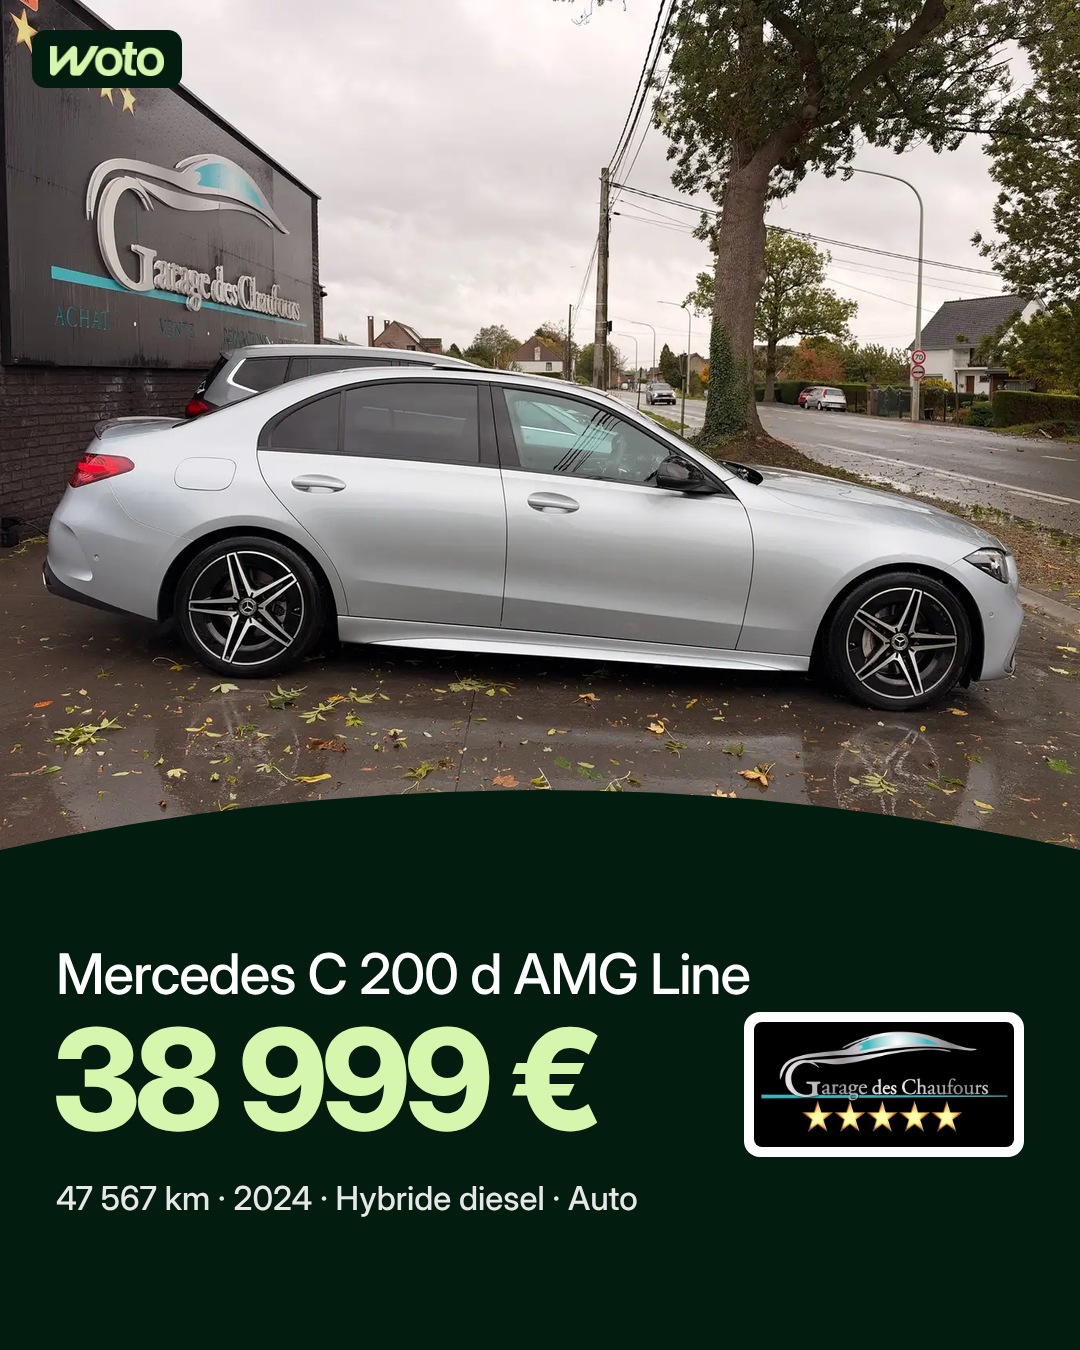 woto
Garage des Chaufours
ACHAT · VENTE ·
70
Mercedes C 200 d AMG Line
38 999 €
Garage des Chaufours
47 567 km · 2024 · Hybride diesel · Auto